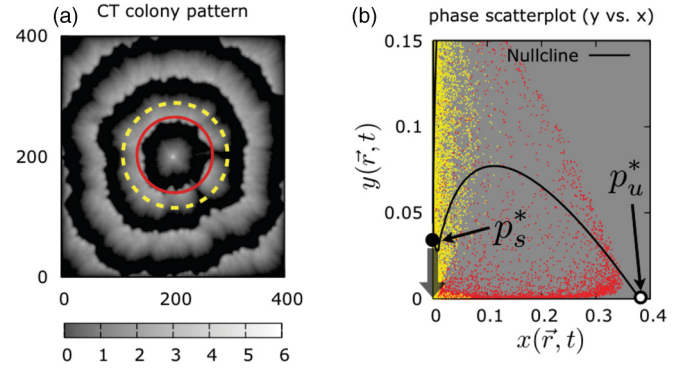 (a) CT colony pattern
400
200
0
0 200 400
0 1 2 3 4 5 6
(b) phase scatterplot (y vs. x)
0.15
0.1
0.05
0
Nullcline
y(r⃗, t)
p*ᵤ
p*ₛ
0 0.1 0.2 0.3 0.4
x(r⃗, t)